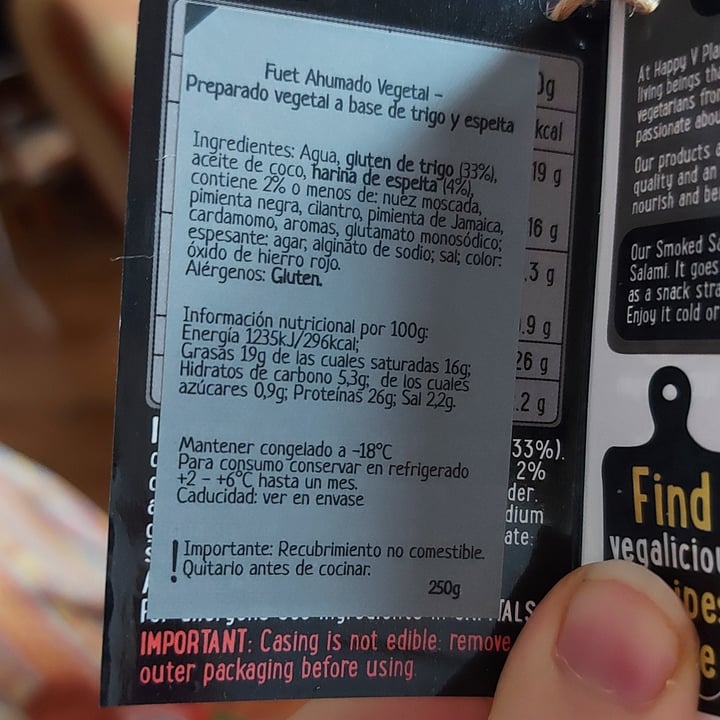 Fuet Ahumado Vegetal -
Preparado vegetal a base de trigo y espelta
Ingredientes: Agua, gluten de trigo (33%),
aceite de coco, harina de espelta (4%),
contiene 2% o menos de: nuez moscada,
pimienta negra, cilantro, pimienta de Jamaica,
cardamomo, aromas, glutamato monosódico;
espesante: agar, alginato de sodio; sal; color:
óxido de hierro rojo.
Alérgenos: Gluten.
Información nutricional por 100g:
Energía 1235kJ/296kcal;
Grasas 19g de las cuales saturadas 16g;
Hidratos de carbono 5,3g; de los cuales
azúcares 0,9g; Proteínas 26g; Sal 2,2g.
Mantener congelado a -18°C
Para consumo conservar en refrigerado
+2 - +6°C hasta un mes.
Caducidad: ver en envase
! Importante: Recubrimiento no comestible.
Quitarlo antes de cocinar.
250g
0g
kcal
19 g
16 g
.3 g
.9 g
26 g
.2 g
33%).
2%
der.
dium
ate:
TALS
IMPORTANT: Casing is not edible: remove
outer packaging before using.
At Happy V Pla
living beings th
vegetarians fro
passionate abou
Our products a
quality and an
nourish and be
Our Smoked S
Salami. It goes
as a snack stra
Enjoy it cold or
Find
vegaliciou
ipes
e